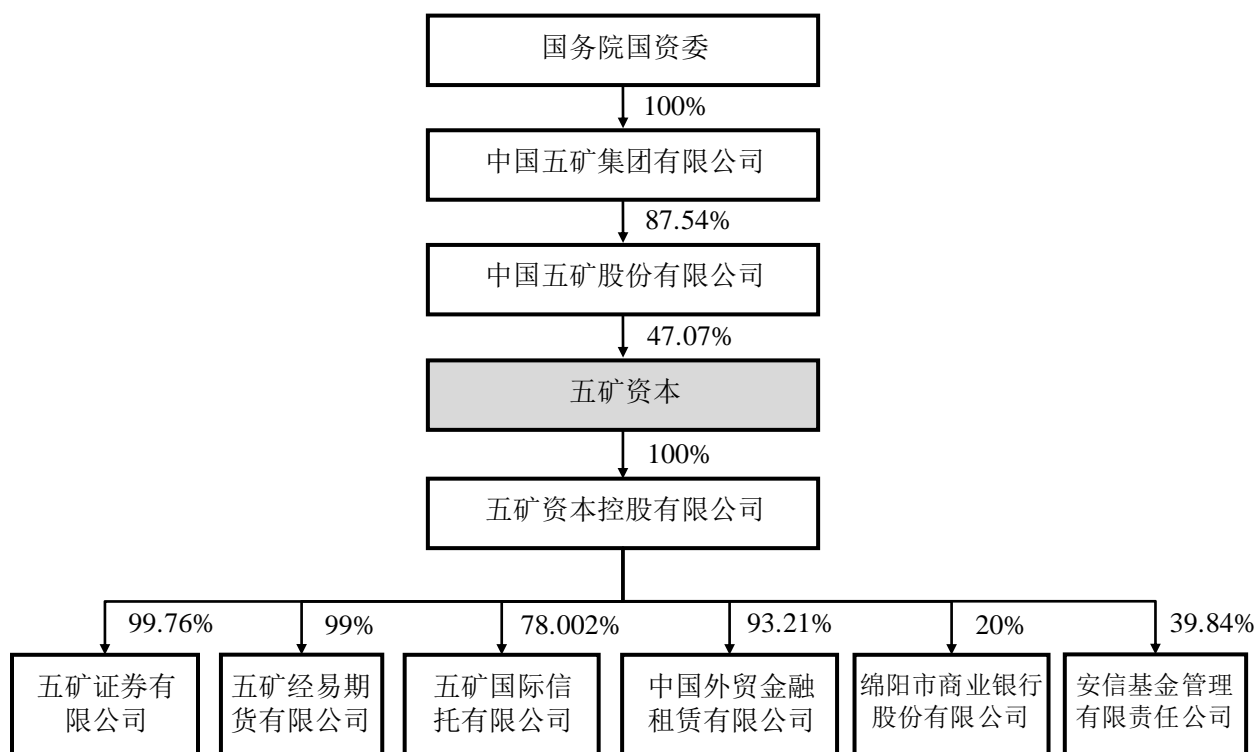 国务院国资委
100%
中国五矿集团有限公司
87.54%
中国五矿股份有限公司
47.07%
五矿资本
100%
五矿资本控股有限公司
99.76%
99%
78.002%
93.21%
20%
39.84%
五矿证券有
限公司
五矿经易期
货有限公司
五矿国际信
托有限公司
中国外贸金融
租赁有限公司
绵阳市商业银行
股份有限公司
安信基金管理
有限责任公司